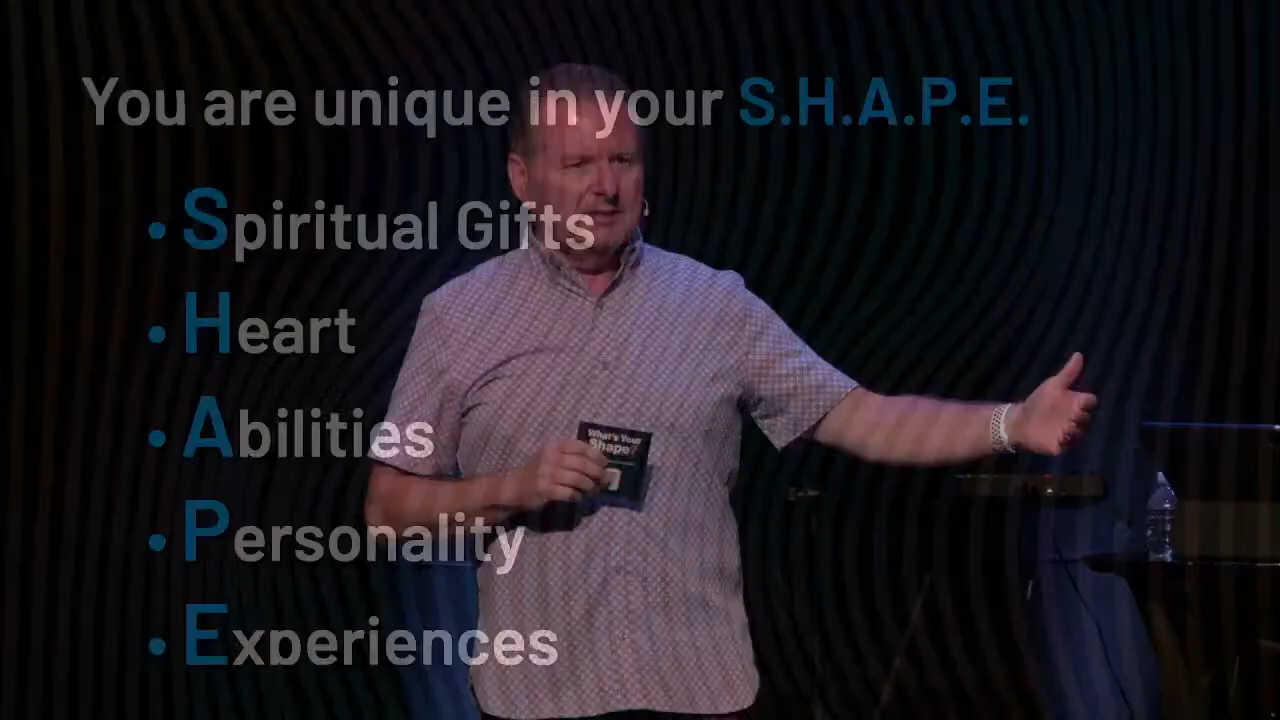 You are unique in your S.H.A.P.E.
• Spiritual Gifts
• Heart
• Abilities
• Personality
• Experiences
What's Your
Shape?